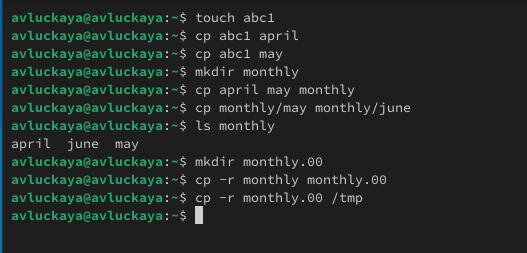 avluckaya@avluckaya:~$ touch abc1
avluckaya@avluckaya:~$ cp abc1 april
avluckaya@avluckaya:~$ cp abc1 may
avluckaya@avluckaya:~$ mkdir monthly
avluckaya@avluckaya:~$ cp april may monthly
avluckaya@avluckaya:~$ cp monthly/may monthly/june
avluckaya@avluckaya:~$ ls monthly
april  june  may
avluckaya@avluckaya:~$ mkdir monthly.00
avluckaya@avluckaya:~$ cp -r monthly monthly.00
avluckaya@avluckaya:~$ cp -r monthly.00 /tmp
avluckaya@avluckaya:~$